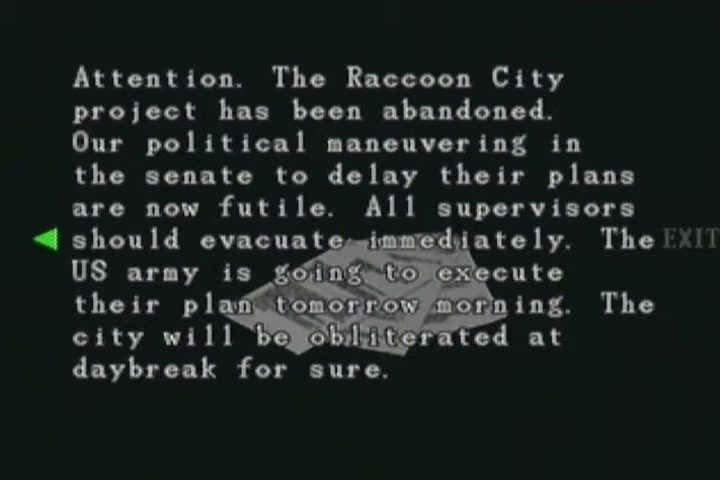 Attention. The Raccoon City
project has been abandoned.
Our political maneuvering in
the senate to delay their plans
are now futile. All supervisors
should evacuate immediately. The
EXIT
US army is going to execute
their plan tomorrow morning. The
city will be obliterated at
daybreak for sure.